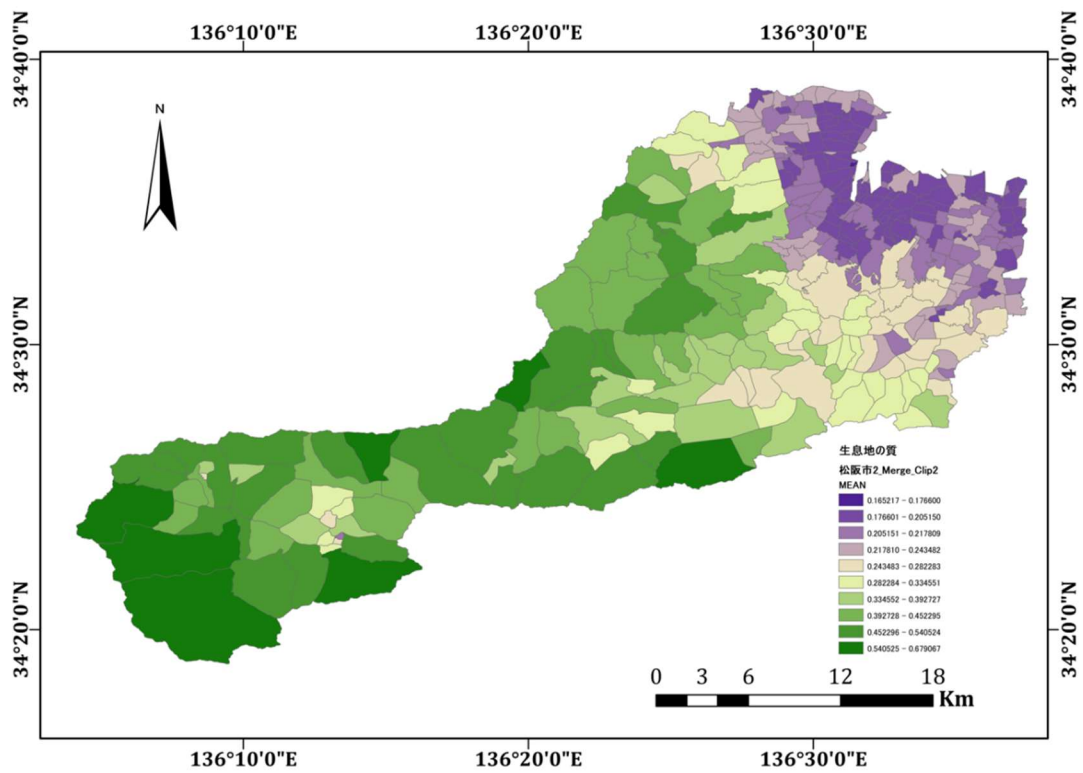 136°10'0"E 136°20'0"E 136°30'0"E
34°40'0"N 34°40'0"N
N
34°30'0"N 34°30'0"N
生息地の質
松阪市2_Merge_Clip2
MEAN
0.165217 - 0.176600
0.176601 - 0.205150
0.205151 - 0.217809
0.217810 - 0.243482
0.243483 - 0.282283
0.282284 - 0.334551
0.334552 - 0.392727
0.392728 - 0.452295
0.452296 - 0.540524
0.540525 - 0.679067
34°20'0"N 34°20'0"N
0 3 6 12 18
Km
136°10'0"E 136°20'0"E 136°30'0"E